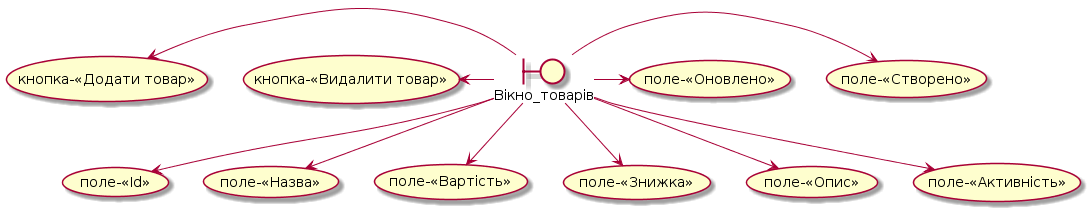 кнопка-«Додати товар»
кнопка-«Видалити товар»
Вікно_товарів
поле-«Оновлено»
поле-«Створено»
поле-«Id»
поле-«Назва»
поле-«Вартість»
поле-«Знижка»
поле-«Опис»
поле-«Активність»